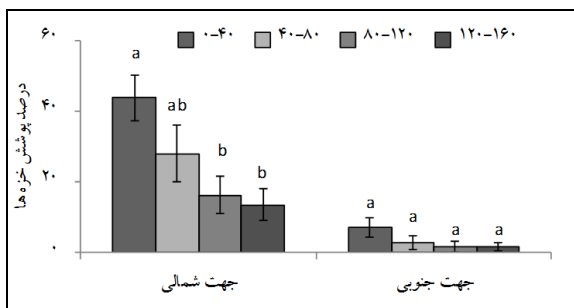 ۶۰
۴۰
۲۰
۰
درصد پوشش خزه‌ها
۰-۴۰ ۴۰-۸۰ ۸۰-۱۲۰ ۱۲۰-۱۶۰
a ab b b a a a a
جهت شمالی جهت جنوبی